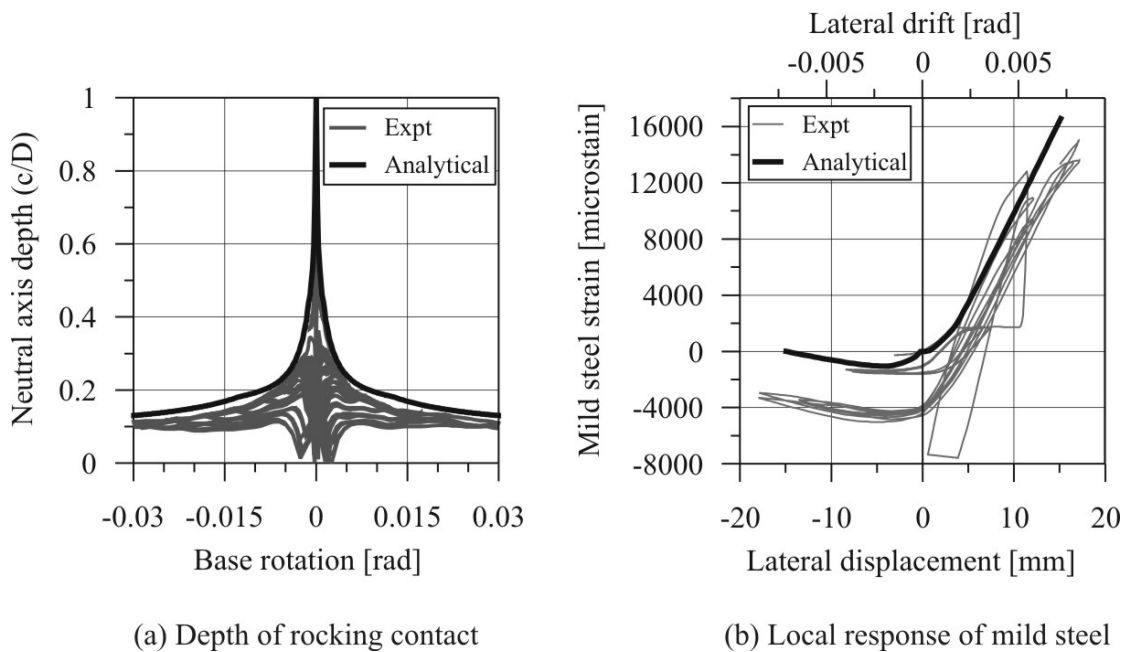 Neutral axis depth (c/D)
1
0.8
0.6
0.4
0.2
0
Expt
Analytical
-0.03 -0.015 0 0.015 0.03
Base rotation [rad]
(a) Depth of rocking contact
Lateral drift [rad]
-0.005 0 0.005
Mild steel strain [microstain]
16000
12000
8000
4000
0
-4000
-8000
Expt
Analytical
-20 -10 0 10 20
Lateral displacement [mm]
(b) Local response of mild steel